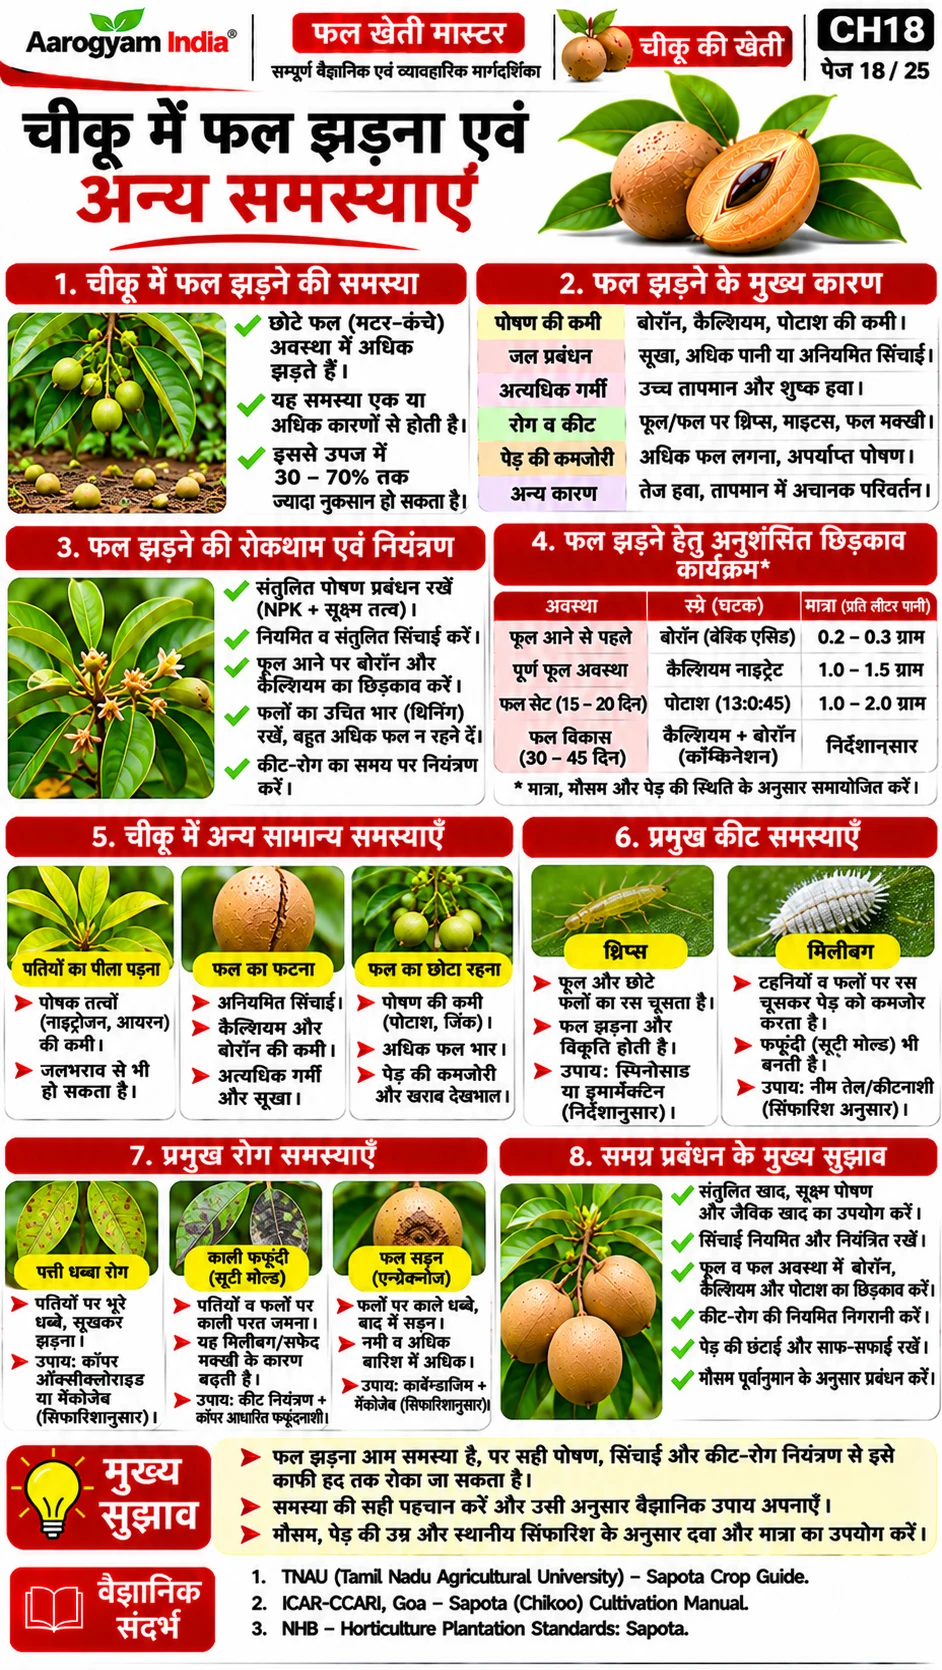 Aarogyam India®
फल खेती मास्टर
सम्पूर्ण वैज्ञानिक एवं व्यावहारिक मार्गदर्शिका
चीकू की खेती
CH18
पेज 18 / 25
चीकू में फल झड़ना एवं
अन्य समस्याएँ
1. चीकू में फल झड़ने की समस्या
छोटे फल (मटर–कंचे)
अवस्था में अधिक
झड़ते हैं।
यह समस्या एक या
अधिक कारणों से होती है।
इससे उपज में
30 – 70% तक
ज्यादा नुकसान हो सकता है।
2. फल झड़ने के मुख्य कारण
पोषण की कमी बोरॉन, कैल्शियम, पोटाश की कमी।
जल प्रबंधन सूखा, अधिक पानी या अनियमित सिंचाई।
अत्यधिक गर्मी उच्च तापमान और शुष्क हवा।
रोग व कीट फूल/फल पर थ्रिप्स, माइटस, फल मक्खी।
पेड़ की कमजोरी अधिक फल लगना, अपर्याप्त पोषण।
अन्य कारण तेज हवा, तापमान में अचानक परिवर्तन।
3. फल झड़ने की रोकथाम एवं नियंत्रण
संतुलित पोषण प्रबंधन रखें
(NPK + सूक्ष्म तत्व)।
नियमित व संतुलित सिंचाई करें।
फूल आने पर बोरॉन और
कैल्शियम का छिड़काव करें।
फलों का उचित भार (थिनिंग)
रखें, बहुत अधिक फल न रहने दें।
कीट–रोग का समय पर नियंत्रण
करें।
4. फल झड़ने हेतु अनुशंसित छिड़काव
कार्यक्रम*
अवस्था स्प्रे (घटक) मात्रा (प्रति लीटर पानी)
फूल आने से पहले बोरॉन (बेरिक एसिड) 0.2 – 0.3 ग्राम
पूर्ण फूल अवस्था कैल्शियम नाइट्रेट 1.0 – 1.5 ग्राम
फल सेट (15 – 20 दिन) पोटाश (13:0:45) 1.0 – 2.0 ग्राम
फल विकास
(30 – 45 दिन) कैल्शियम + बोरॉन
(कॉम्किनेशन) निर्देशानुसार
* मात्रा, मौसम और पेड़ की स्थिति के अनुसार समायोजित करें।
5. चीकू में अन्य सामान्य समस्याएँ
पतियों का पीला पड़ना
पोषक तत्वों
(नाइट्रोजन, आयरन)
की कमी।
जलभराव से भी
हो सकता है।
फल का फटना
अनियमित सिंचाई।
कैल्शियम और
बोरॉन की कमी।
अत्यधिक गर्मी
और सूखा।
फल का छोटा रहना
पोषण की कमी
(पोटाश, जिंक)।
अधिक फल भार।
पेड़ की कमजोरी
और खराब देखभाल।
6. प्रमुख कीट समस्याएँ
थ्रिप्स
फूल और छोटे
फलों का रस चूसता है।
फल झड़ना और
विकृति होती है।
उपाय: स्पिनोसाड
या इमार्मेक्टिन
(निर्देशानुसार)।
मिलीबग
टहनियों व फलों पर रस
चूसकर पेड़ को कमजोर
करता है।
फफूंदी (सूटी मोल्ड) भी
बनती है।
उपाय: नीम तेल/कीटनाशी
(सिंफारिश अनुसार)।
7. प्रमुख रोग समस्याएँ
पत्ती धब्बा रोग
पतियों पर भूरे
धब्बे, सूखकर
झड़ना।
उपाय: कॉपर
ऑक्सीक्लोराइड
या मेंकोजेब
(सिफारिशानुसार)।
काली फफूंदी
(सूटी मोल्ड)
पतियों व फलों पर
काली परत जमना।
यह मिलीबग/सफेद
मक्खी के कारण
बढ़ती है।
उपाय: कीट नियंत्रण +
कॉपर आधारित फफूंदनाशी।
फल सड़न
(एन्थ्रेक्नोज)
फलों पर काले धब्बे,
बाद में सड़न।
नमी व अधिक
बारिश में अधिक।
उपाय: कार्बेन्डाजिम +
मेंकोजेब (सिफारिशानुसार)।
8. समग्र प्रबंधन के मुख्य सुझाव
संतुलित खाद, सूक्ष्म पोषण
और जैविक खाद का उपयोग करें।
सिंचाई नियमित और नियंत्रित रखें।
फूल व फल अवस्था में बोरॉन,
कैल्शियम और पोटाश का छिड़काव करें।
कीट–रोग की नियमित निगरानी करें।
पेड़ की छंटाई और साफ–सफाई रखें।
मौसम पूर्वानुमान के अनुसार प्रबंधन करें।
मुख्य
सुझाव
फल झड़ना आम समस्या है, पर सही पोषण, सिंचाई और कीट–रोग नियंत्रण से इसे
काफी हद तक रोका जा सकता है।
समस्या की सही पहचान करें और उसी अनुसार वैज्ञानिक उपाय अपनाएँ।
मौसम, पेड़ की उम्र और स्थानीय सिंफारिश के अनुसार दवा और मात्रा का उपयोग करें।
वैज्ञानिक
संदर्भ
1. TNAU (Tamil Nadu Agricultural University) – Sapota Crop Guide.
2. ICAR-CCARI, Goa – Sapota (Chikoo) Cultivation Manual.
3. NHB – Horticulture Plantation Standards: Sapota.